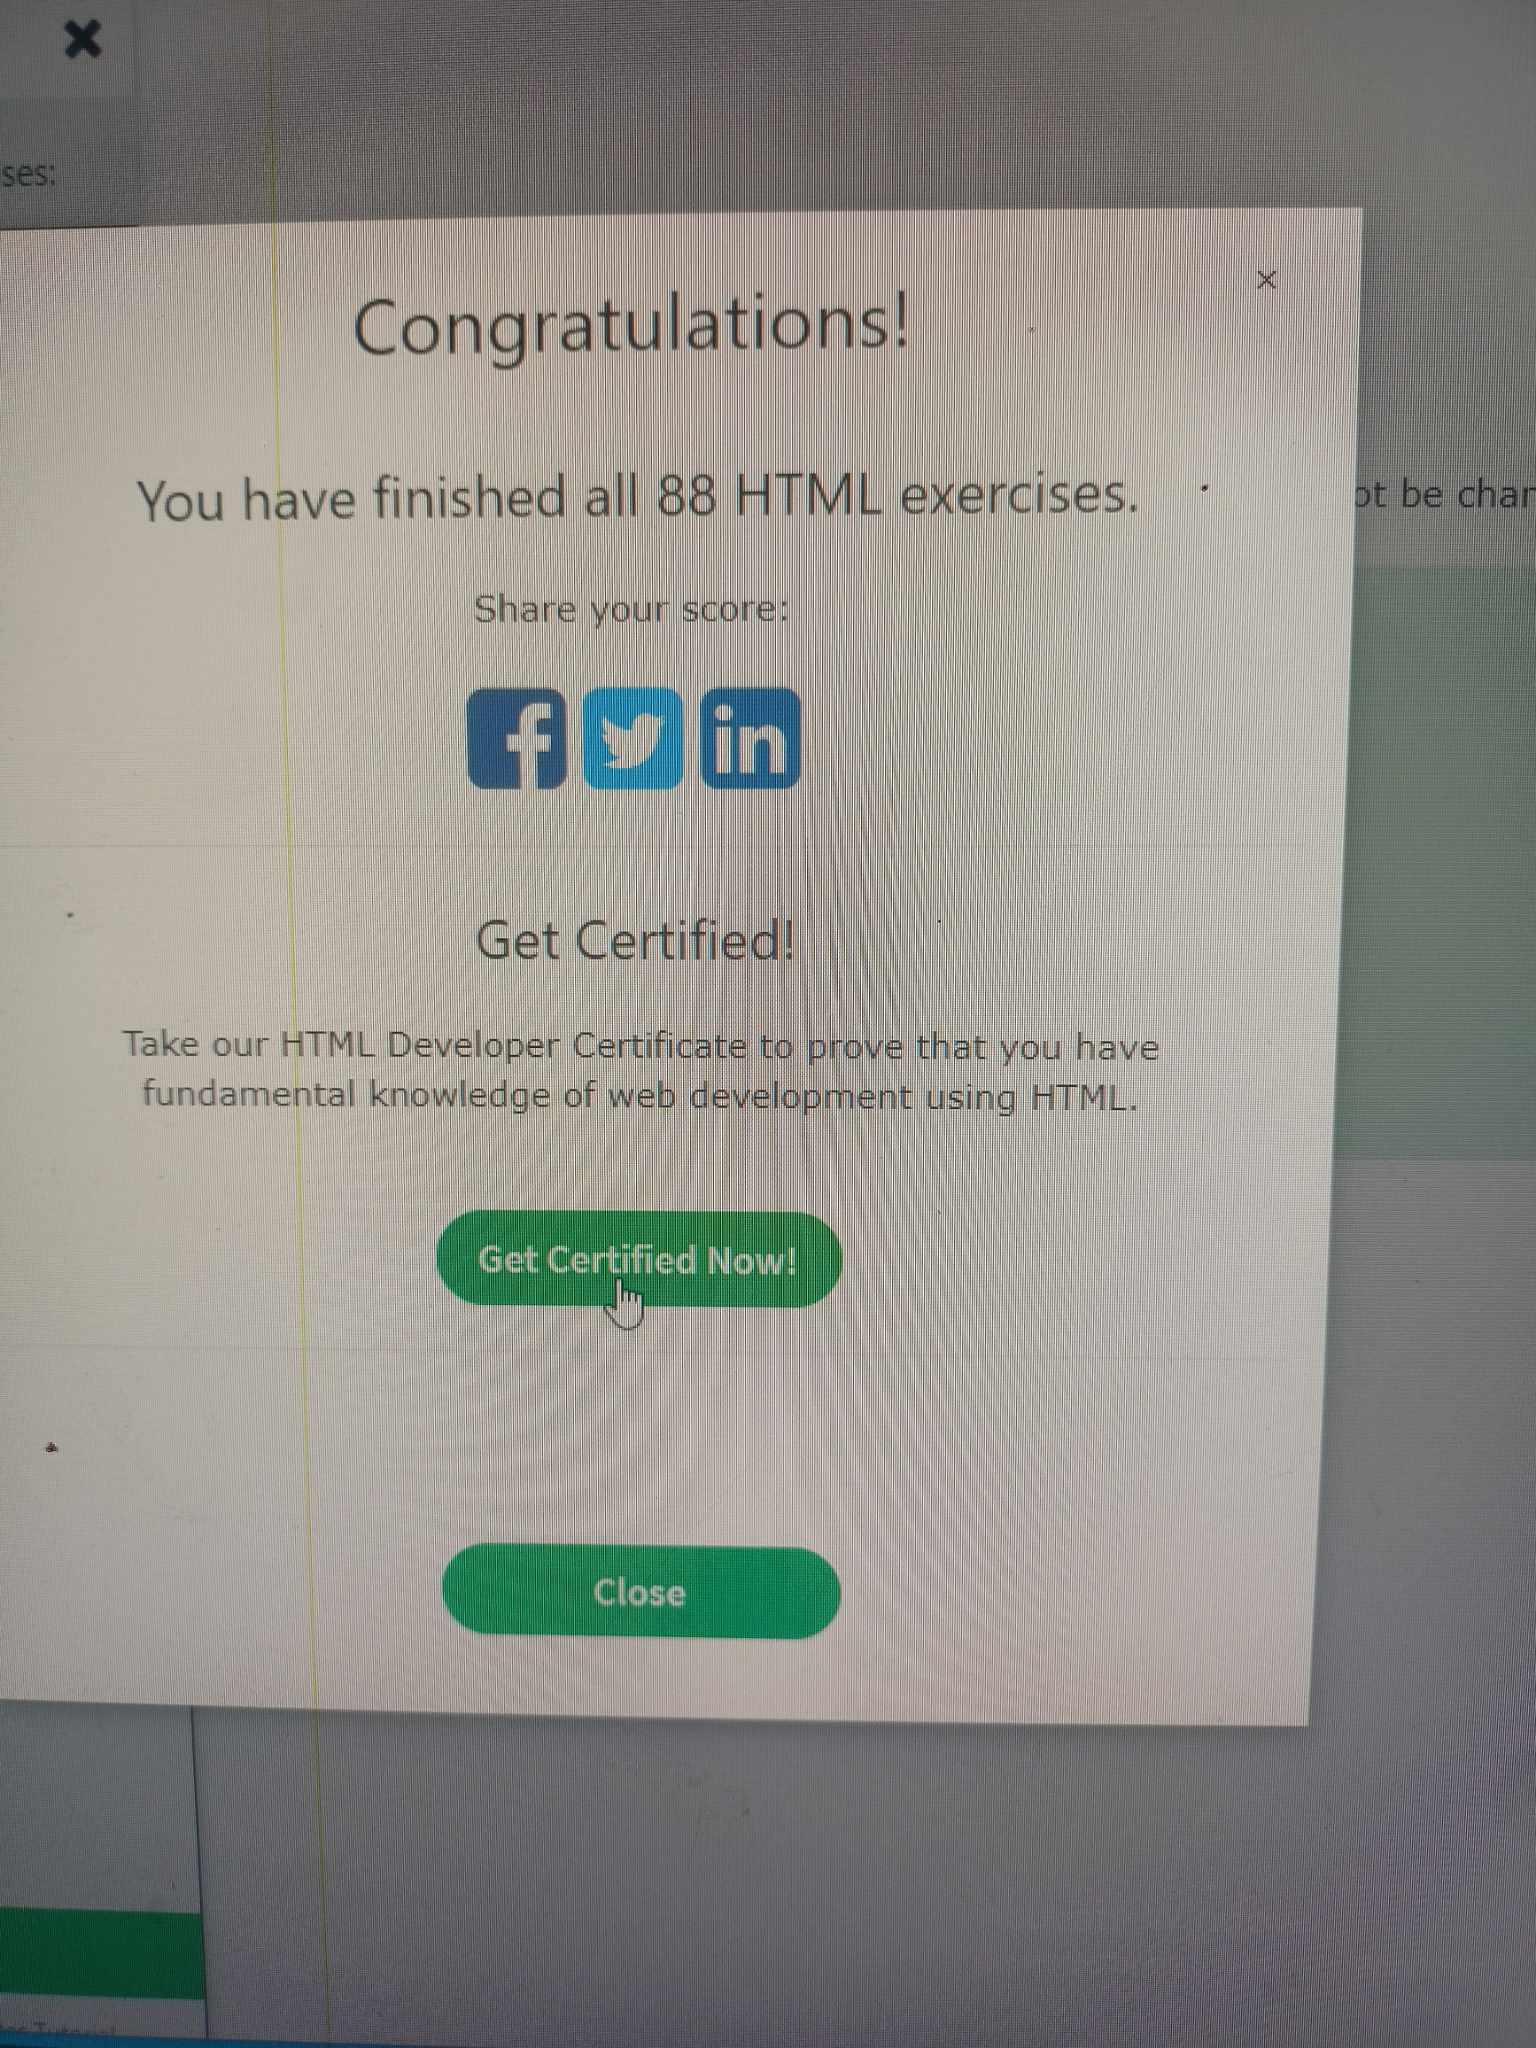 ses:
Congratulations!
You have finished all 88 HTML exercises.
ot be char
Share your score:
f
in
Get Certified!
Take our HTML Developer Certificate to prove that you have
fundamental knowledge of web development using HTML.
Get Certified Now!
Close